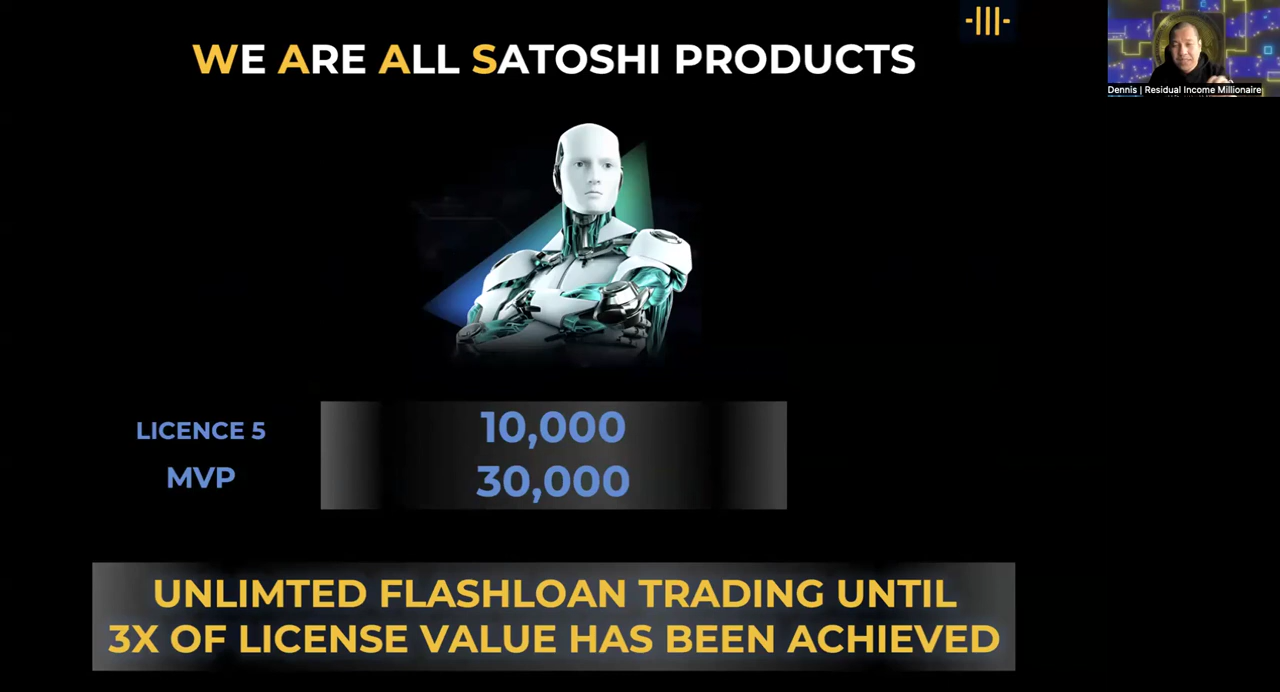 WE ARE ALL SATOSHI PRODUCTS
Dennis | Residual Income Millionaire
LICENCE 5
10,000
MVP
30,000
UNLIMTED FLASHLOAN TRADING UNTIL
3X OF LICENSE VALUE HAS BEEN ACHIEVED